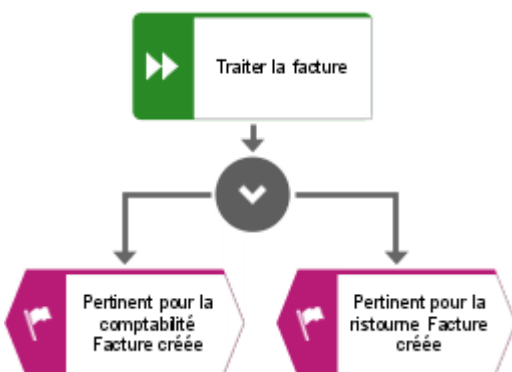 Traiter la facture
Pertinent pour la
comptabilité
Facture créée
Pertinent pour la
ristourne Facture
créée